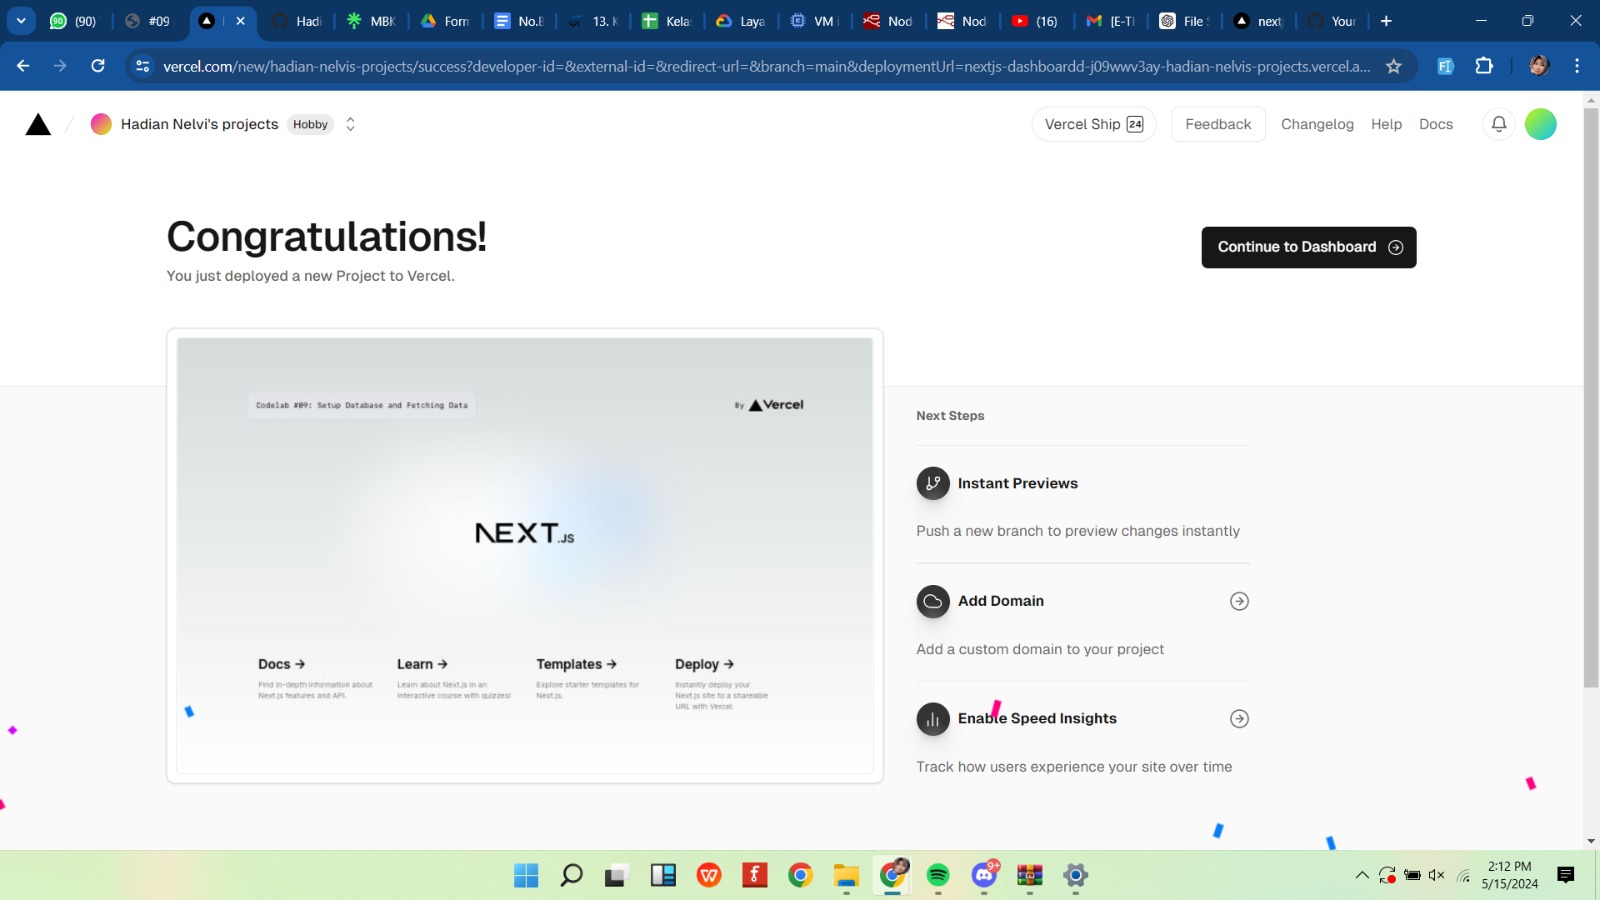 (90)
#09
Hadi
MBK
Form
No.B
13. K
Kela
Laya
VM i
Nod
Nod
(16)
[E-TI
File S
next
Your
vercel.com/new/hadian-nelvis-projects/success?developer-id=&external-id=&redirect-url=&branch=main&deploymentUrl=nextjs-dashboardd-j09wwv3ay-hadian-nelvis-projects.vercel.a...
Hadian Nelvi's projects Hobby
Vercel Ship 24 Feedback Changelog Help Docs
Congratulations!
You just deployed a new Project to Vercel.
Continue to Dashboard
Codelab #09: Setup Database and Fetching Data
By Vercel
NEXT.JS
Docs →
Find in-depth information about
Next.js features and API.
Learn →
Learn about Next.js in an
interactive course with quizzes!
Templates →
Explore starter templates for
Next.js.
Deploy →
Instantly deploy your
Next.js site to a shareable
URL with Vercel.
Next Steps
Instant Previews
Push a new branch to preview changes instantly
Add Domain
Add a custom domain to your project
Enable Speed Insights
Track how users experience your site over time
9+
2:12 PM
5/15/2024